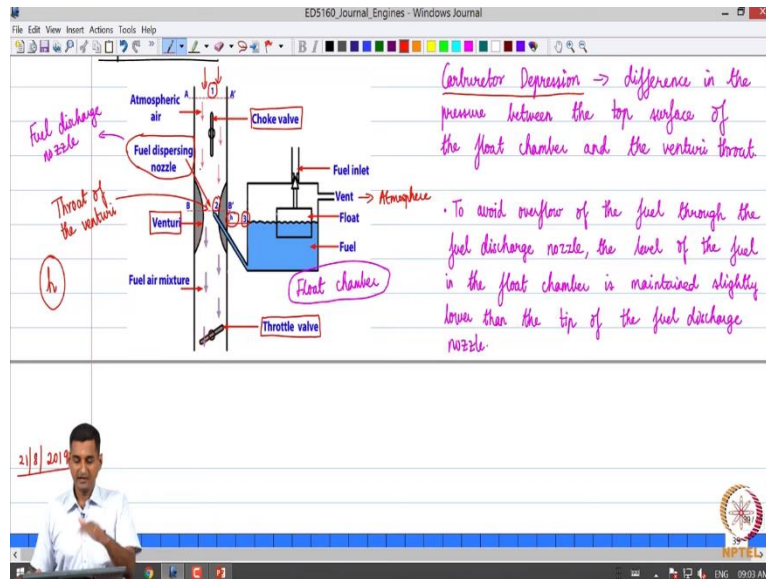 ED5160_Journal_Engines - Windows Journal
File Edit View Insert Actions Tools Help
Carburetor Depression → difference in the
pressure between the top surface of
the float chamber and the venturi throat.
• To avoid overflow of the fuel through the
fuel discharge nozzle, the level of the fuel
in the float chamber is maintained slightly
lower than the tip of the fuel discharge
nozzle.
Fuel discharge
nozzle
Throat of
the venturi
h
A 1 A'
Atmospheric
air
Choke valve
Fuel dispersing
nozzle
Fuel inlet
Vent → Atmosphere
B 2 B'
h 3
Float
Venturi
Fuel
Fuel air mixture
Float chamber
Throttle valve
21/8/2019
39
NPTEL
ENG 09:03 AM